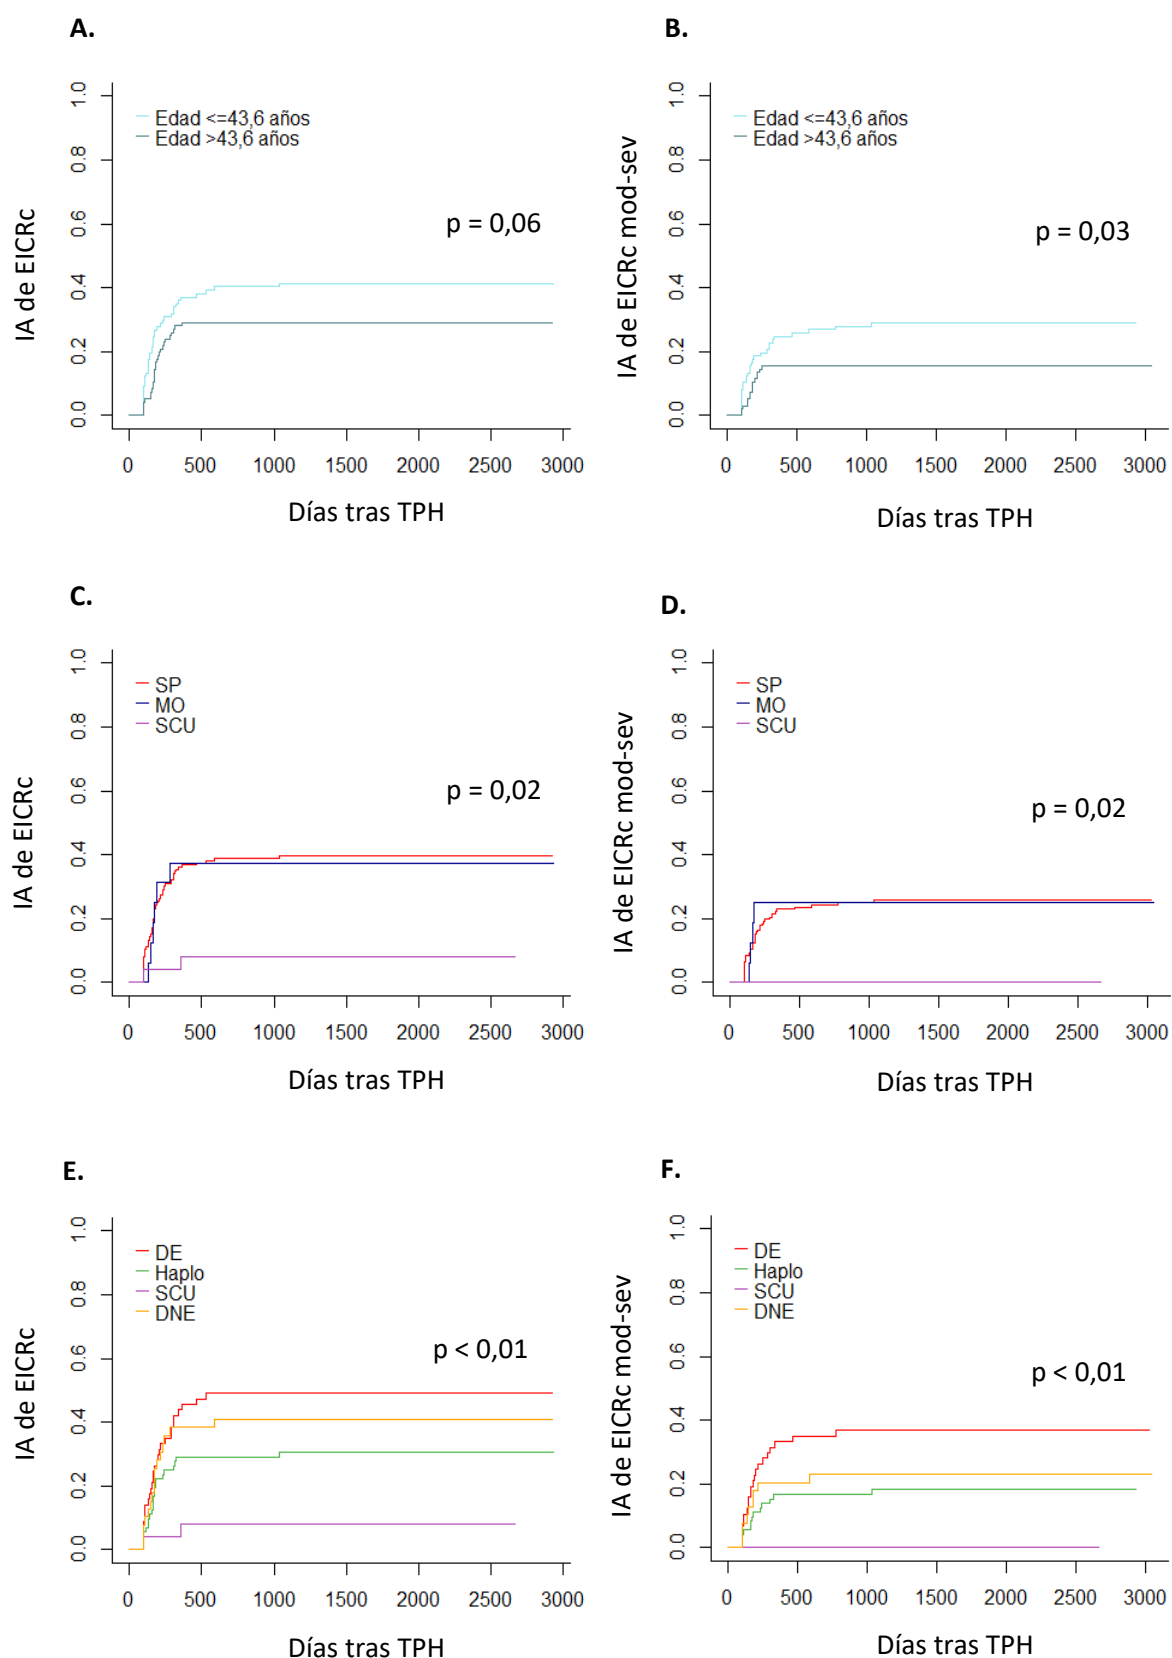 A.
1.0
0.8
0.6
0.4
0.2
0.0
IA de EICRc
Edad <=43,6 años
Edad >43,6 años
p = 0,06
0 500 1000 1500 2000 2500 3000
Días tras TPH
B.
1.0
0.8
0.6
0.4
0.2
0.0
IA de EICRc mod-sev
Edad <=43,6 años
Edad >43,6 años
p = 0,03
0 500 1000 1500 2000 2500 3000
Días tras TPH
C.
1.0
0.8
0.6
0.4
0.2
0.0
IA de EICRc
SP
MO
SCU
p = 0,02
0 500 1000 1500 2000 2500 3000
Días tras TPH
D.
1.0
0.8
0.6
0.4
0.2
0.0
IA de EICRc mod-sev
SP
MO
SCU
p = 0,02
0 500 1000 1500 2000 2500 3000
Días tras TPH
E.
1.0
0.8
0.6
0.4
0.2
0.0
IA de EICRc
DE
Haplo
SCU
DNE
p < 0,01
0 500 1000 1500 2000 2500 3000
Días tras TPH
F.
1.0
0.8
0.6
0.4
0.2
0.0
IA de EICRc mod-sev
DE
Haplo
SCU
DNE
p < 0,01
0 500 1000 1500 2000 2500 3000
Días tras TPH